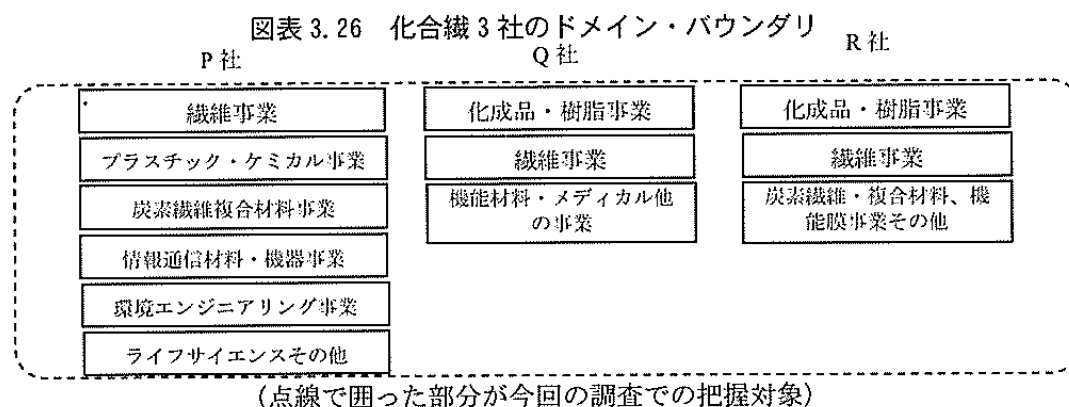 図表 3.26 化合繊 3 社のドメイン・バウンダリ
P 社
繊維事業
プラスチック・ケミカル事業
炭素繊維複合材料事業
情報通信材料・機器事業
環境エンジニアリング事業
ライフサイエンスその他
Q 社
化成品・樹脂事業
繊維事業
機能材料・メディカル他
の事業
R 社
化成品・樹脂事業
繊維事業
炭素繊維・複合材料、機
能膜事業その他
(点線で囲った部分が今回の調査での把握対象)